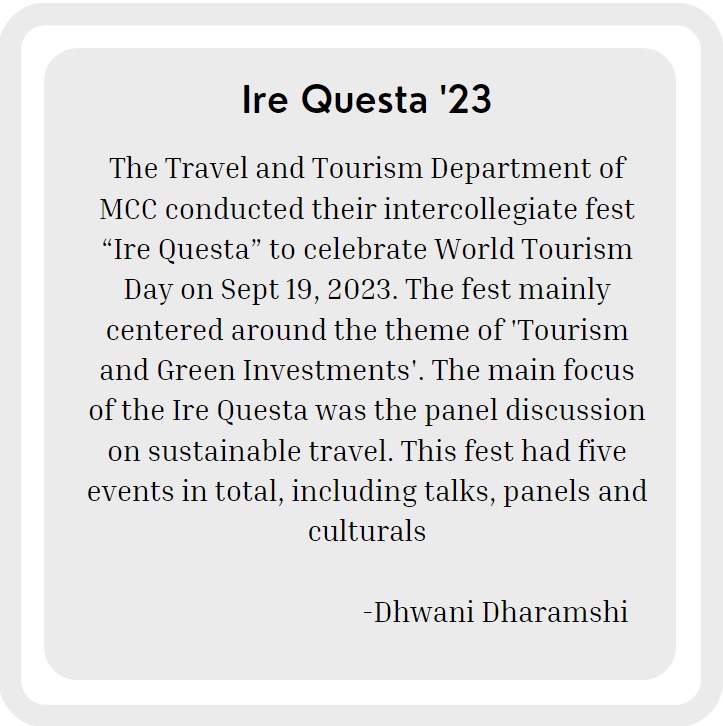 Ire Questa '23
The Travel and Tourism Department of
MCC conducted their intercollegiate fest
“Ire Questa” to celebrate World Tourism
Day on Sept 19, 2023. The fest mainly
centered around the theme of 'Tourism
and Green Investments'. The main focus
of the Ire Questa was the panel discussion
on sustainable travel. This fest had five
events in total, including talks, panels and
culturals
-Dhwani Dharamshi